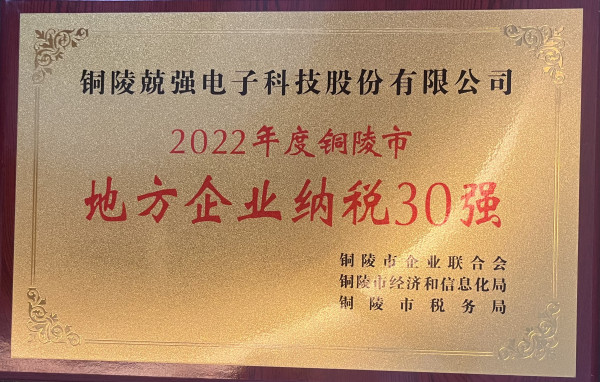 铜陵兢强电子科技股份有限公司
2022年度铜陵市
地方企业纳税30强
铜陵市企业联合会
铜陵市经济和信息化局
铜陵市税务局